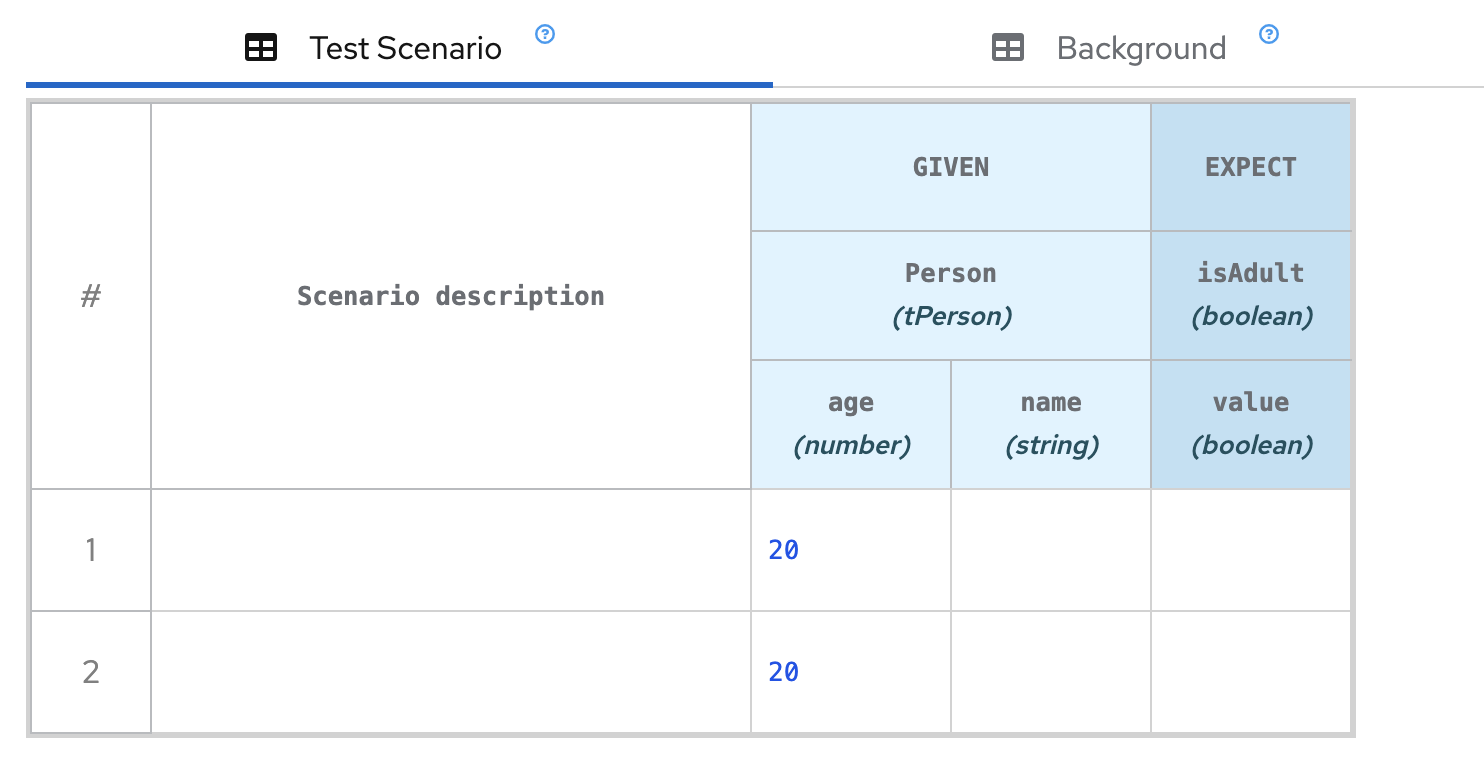 Test Scenario ?
Background ?
#
Scenario description
GIVEN
EXPECT
Person
(tPerson)
isAdult
(boolean)
age
(number)
name
(string)
value
(boolean)
1
20
2
20